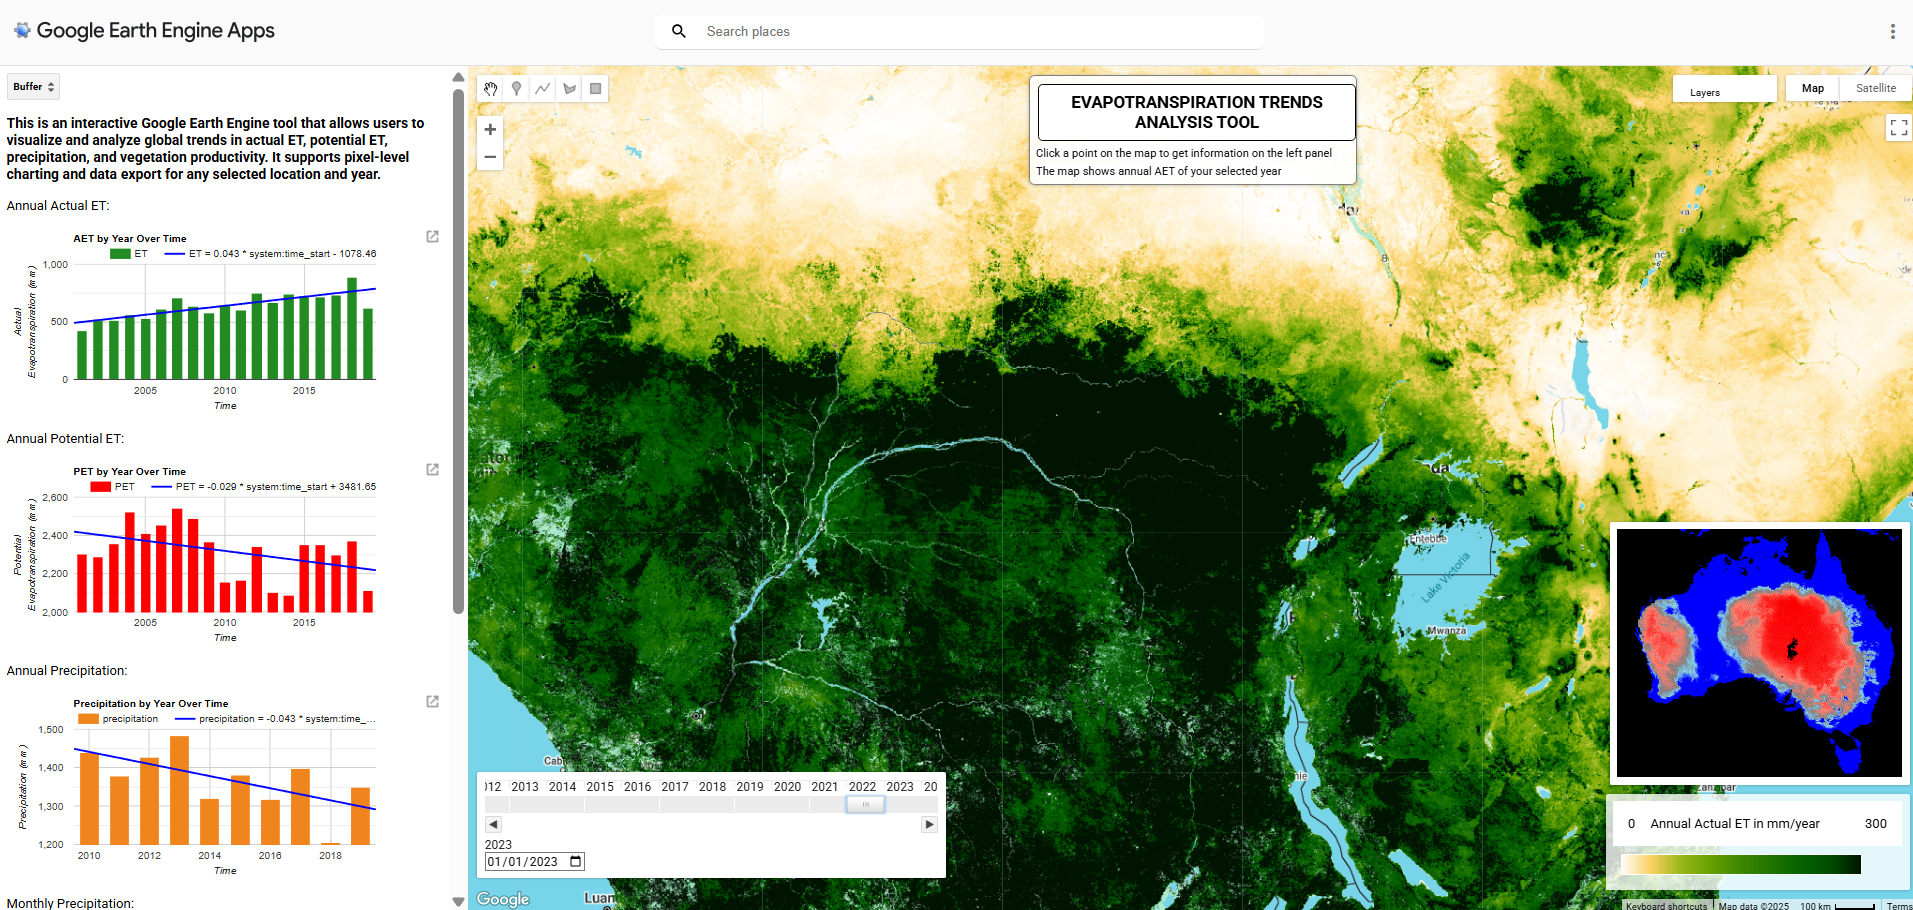 Google Earth Engine Apps
Search places
Buffer
This is an interactive Google Earth Engine tool that allows users to
visualize and analyze global trends in actual ET, potential ET,
precipitation, and vegetation productivity. It supports pixel-level
charting and data export for any selected location and year.
Annual Actual ET:
AET by Year Over Time
ET
ET = 0.043 * system:time_start - 1078.46
Actual
Evapotranspiration (mm)
1,000
500
0
2005
2010
2015
Time
Annual Potential ET:
PET by Year Over Time
PET
PET = -0.029 * system:time_start + 3481.65
Potential
Evapotranspiration (mm)
2,600
2,400
2,200
2,000
2005
2010
2015
Time
Annual Precipitation:
Precipitation by Year Over Time
precipitation
precipitation = -0.043 * system:time_...
Precipitation (mm)
1,500
1,400
1,300
1,200
2010
2012
2014
2016
2018
Time
Monthly Precipitation:
EVAPOTRANSPIRATION TRENDS
ANALYSIS TOOL
Click a point on the map to get information on the left panel
The map shows annual AET of your selected year
Layers
Map
Satellite
Entebbe
Lake Victoria
Mwanza
Cabi
Luan
Zanzibar
)12 2013 2014 2015 2016 2017 2018 2019 2020 2021 2022 2023 20
2023
01/01/2023
Google
0 Annual Actual ET in mm/year 300
Keyboard shortcuts
Map data ©2025
100 km
Terms